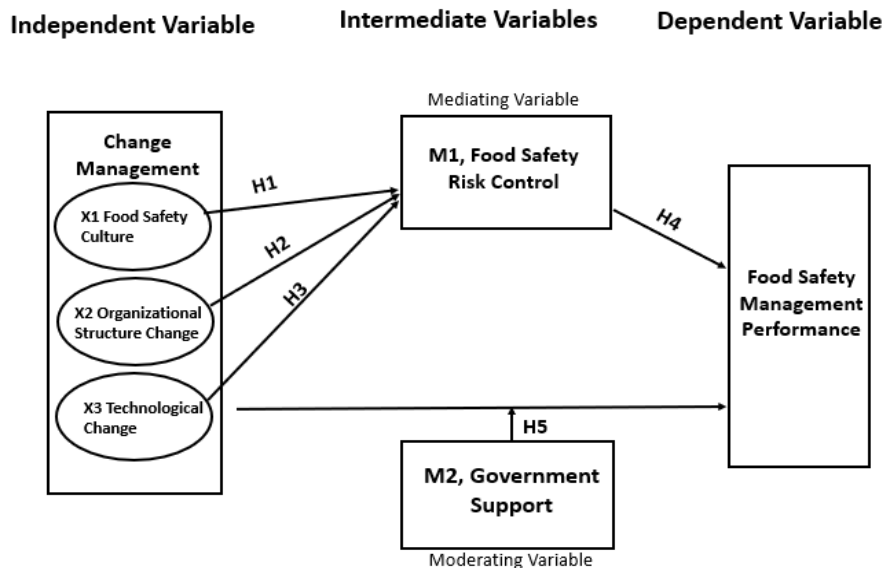 Independent Variable
Intermediate Variables
Dependent Variable
Mediating Variable
Change
Management
X1 Food Safety
Culture
X2 Organizational
Structure Change
X3 Technological
Change
H1
H2
H3
M1, Food Safety
Risk Control
H4
Food Safety
Management
Performance
H5
M2, Government
Support
Moderating Variable